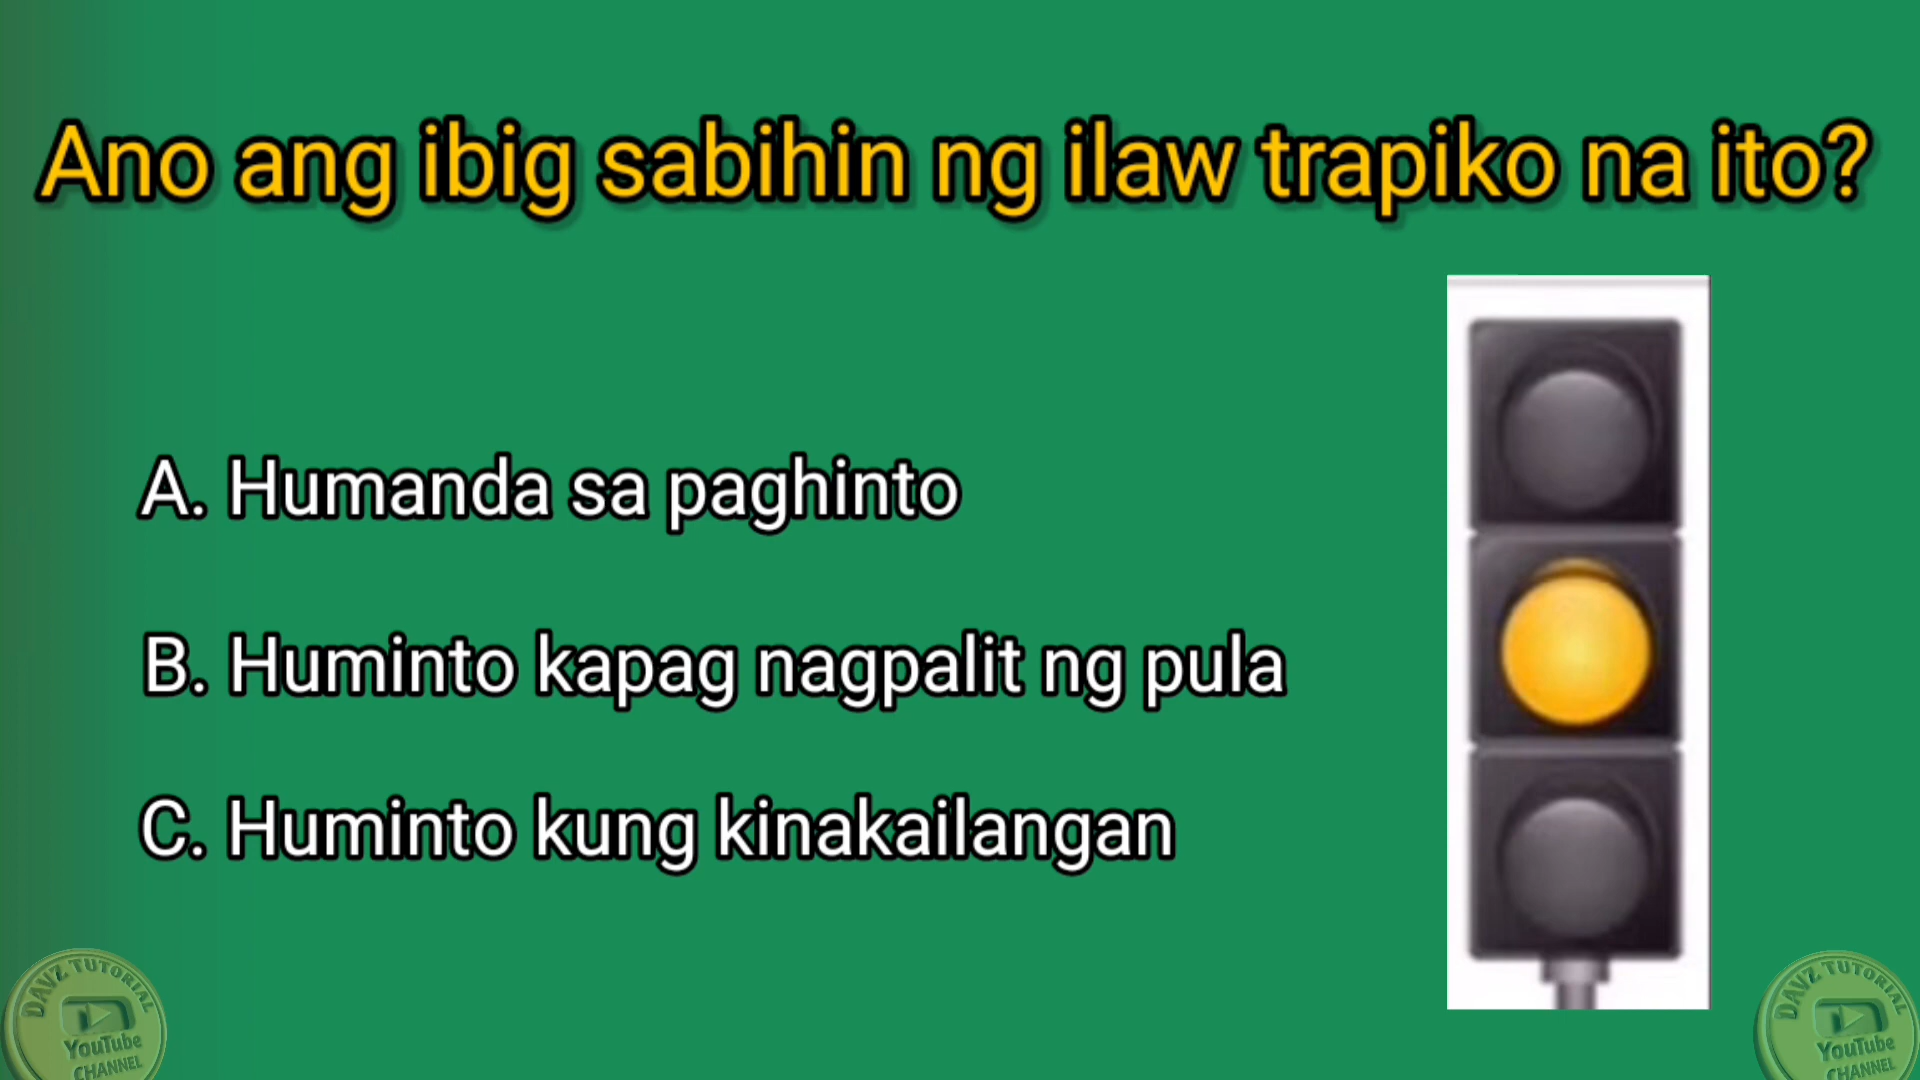 Ano ang ibig sabihin ng ilaw trapiko na ito?
A. Humanda sa paghinto
B. Huminto kapag nagpalit ng pula
C. Huminto kung kinakailangan
DAVZ TUTORIAL
YouTube
CHANNEL
DAVZ TUTORIAL
YouTube
CHANNEL